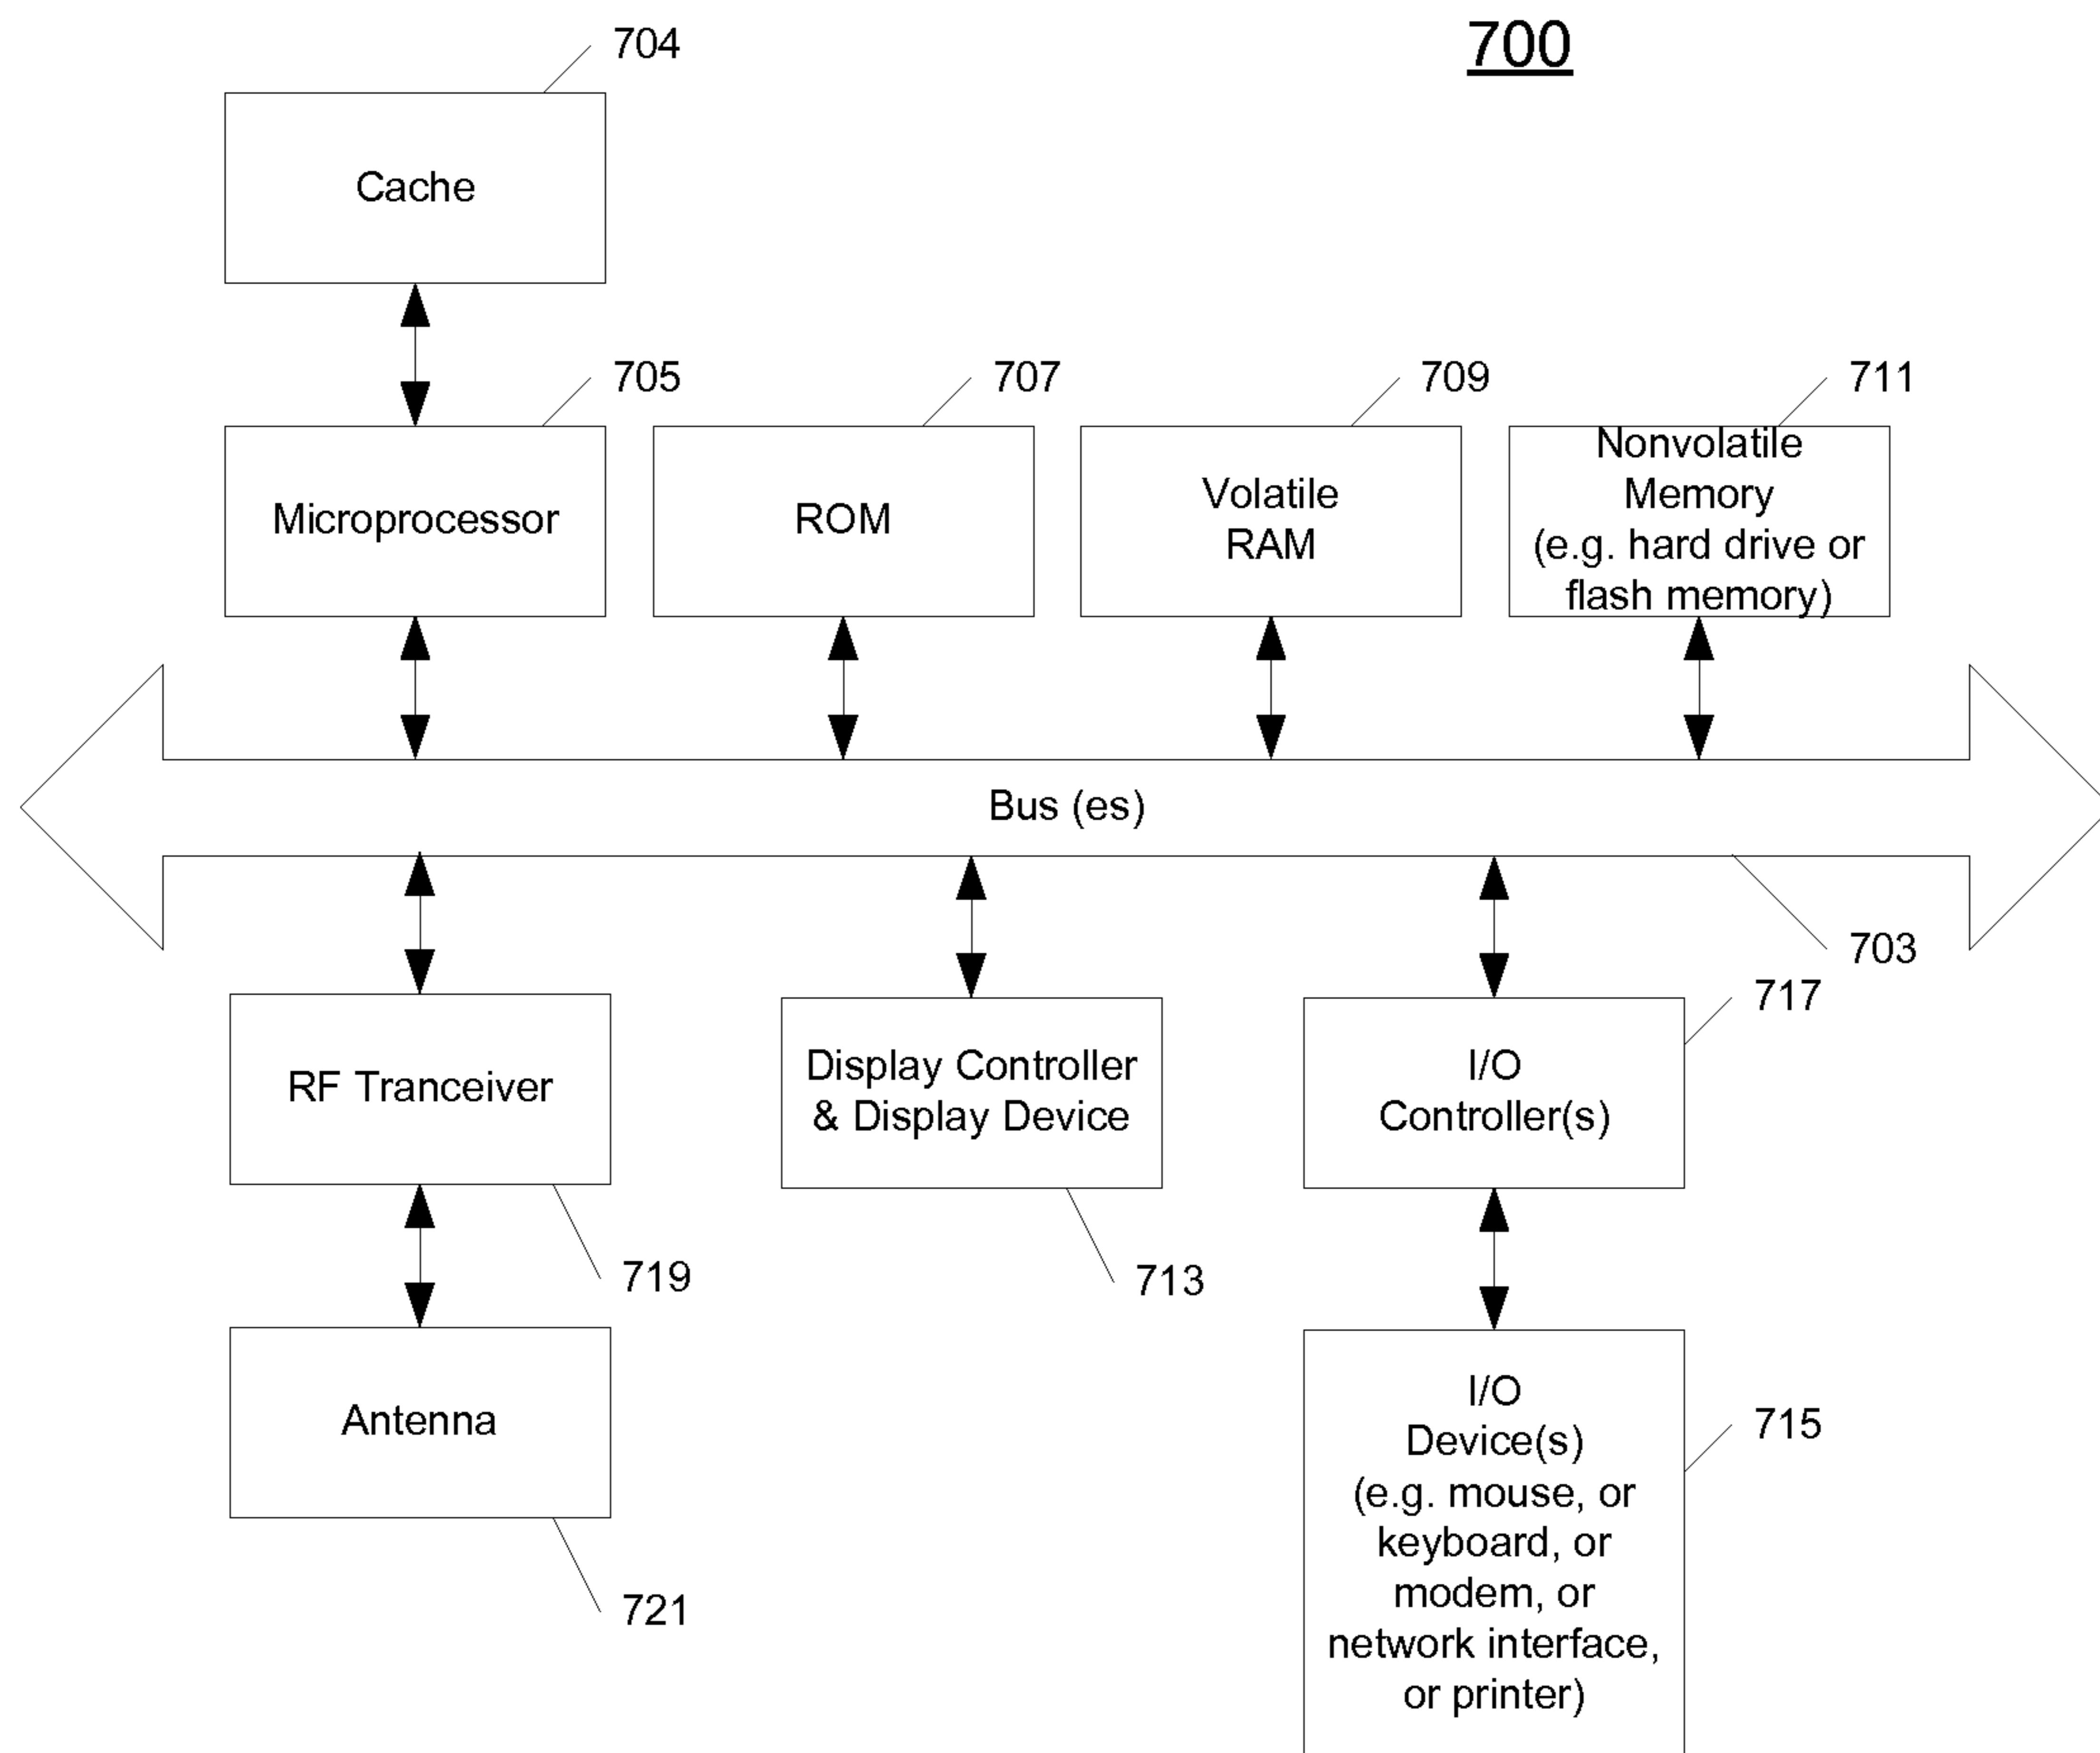 704
700
Cache
705
707
709
711
Microprocessor
ROM
Volatile
RAM
Nonvolatile
Memory
(e.g. hard drive or
flash memory)
Bus (es)
703
717
RF Tranceiver
Display Controller
& Display Device
I/O
Controller(s)
719
713
Antenna
I/O
Device(s)
(e.g. mouse, or
keyboard, or
modem, or
network interface,
or printer)
715
721